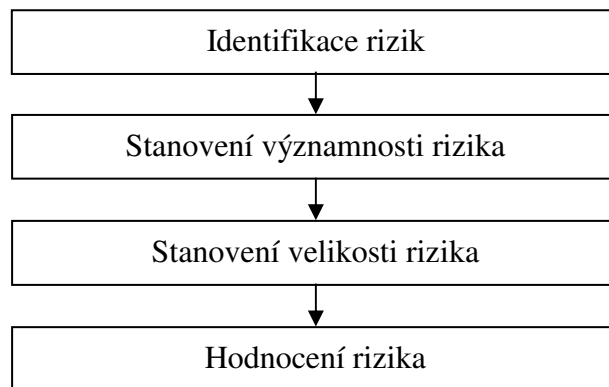 Identifikace rizik
Stanovení významnosti rizika
Stanovení velikosti rizika
Hodnocení rizika